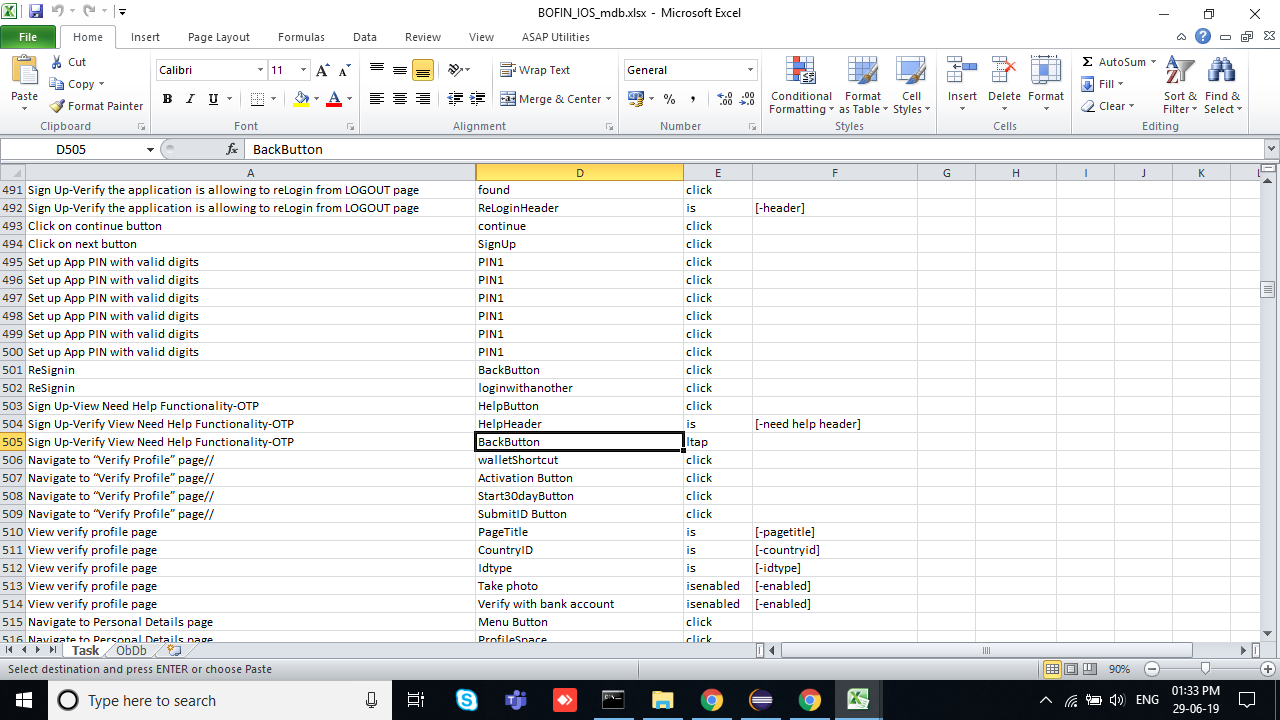 BOFIN_IOS_mdb.xlsx - Microsoft Excel
File Home Insert Page Layout Formulas Data Review View ASAP Utilities
Paste Cut Copy Format Painter Clipboard
Calibri 11 A A B I U A Font
Wrap Text Merge & Center Alignment
General % , .00 .0 Number
Conditional Formatting Format as Table Cell Styles Styles
Insert Delete Format Cells
Σ AutoSum Fill Clear Sort & Filter Find & Select Editing
D505 fx BackButton
A D E F G H I J K L
491 Sign Up-Verify the application is allowing to reLogin from LOGOUT page found click
492 Sign Up-Verify the application is allowing to reLogin from LOGOUT page ReLoginHeader is [-header]
493 Click on continue button continue click
494 Click on next button SignUp click
495 Set up App PIN with valid digits PIN1 click
496 Set up App PIN with valid digits PIN1 click
497 Set up App PIN with valid digits PIN1 click
498 Set up App PIN with valid digits PIN1 click
499 Set up App PIN with valid digits PIN1 click
500 Set up App PIN with valid digits PIN1 click
501 ReSignin BackButton click
502 ReSignin loginwithanother click
503 Sign Up-View Need Help Functionality-OTP HelpButton click
504 Sign Up-Verify View Need Help Functionality-OTP HelpHeader is [-need help header]
505 Sign Up-Verify View Need Help Functionality-OTP BackButton ltap
506 Navigate to “Verify Profile” page// walletShortcut click
507 Navigate to “Verify Profile” page// Activation Button click
508 Navigate to “Verify Profile” page// Start30dayButton click
509 Navigate to “Verify Profile” page// SubmitID Button click
510 View verify profile page PageTitle is [-pagetitle]
511 View verify profile page CountryID is [-countryid]
512 View verify profile page Idtype is [-idtype]
513 View verify profile page Take photo isenabled [-enabled]
514 View verify profile page Verify with bank account isenabled [-enabled]
515 Navigate to Personal Details page Menu Button click
516 Navigate to Personal Details page ProfileSpace click
Task ObDb
Select destination and press ENTER or choose Paste 90%
Type here to search ENG 01:33 PM
29-06-19